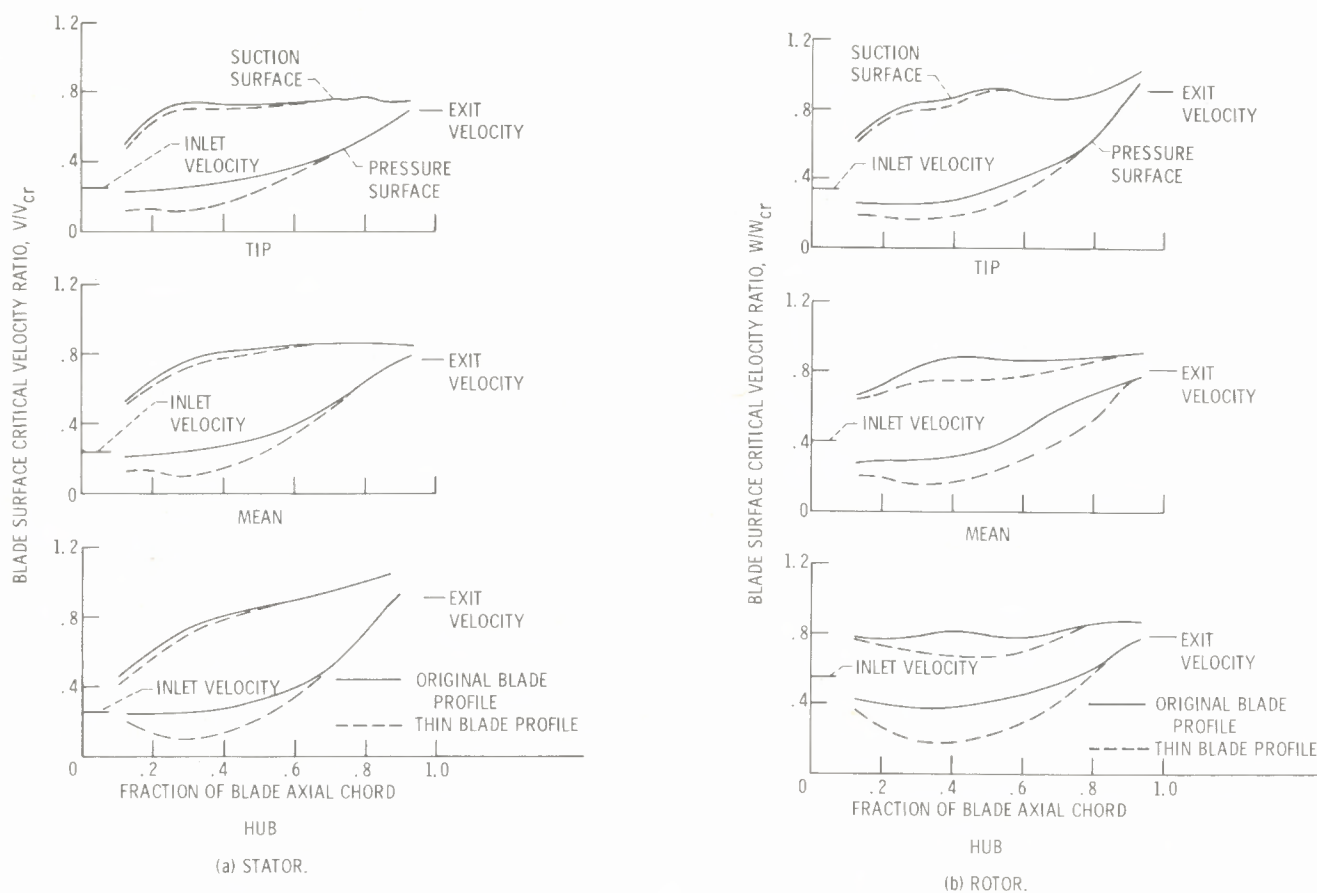 BLADE SURFACE CRITICAL VELOCITY RATIO, V/Vcr
1.2
.8
.4
0
SUCTION
SURFACE
INLET
VELOCITY
EXIT
VELOCITY
PRESSURE
SURFACE
TIP
1.2
.8
.4
0
INLET
VELOCITY
EXIT
VELOCITY
MEAN
1.2
.8
.4
0
INLET VELOCITY
EXIT
VELOCITY
ORIGINAL BLADE
PROFILE
THIN BLADE PROFILE
.2
.4
.6
.8
1.0
FRACTION OF BLADE AXIAL CHORD
HUB
(a) STATOR.
BLADE SURFACE CRITICAL VELOCITY RATIO, W/Wcr
1.2
.8
.4
0
SUCTION
SURFACE
INLET VELOCITY
EXIT
VELOCITY
PRESSURE
SURFACE
TIP
1.2
.8
.4
0
INLET VELOCITY
EXIT
VELOCITY
MEAN
1.2
.8
.4
0
INLET VELOCITY
EXIT
VELOCITY
ORIGINAL BLADE
PROFILE
THIN BLADE PROFILE
.2
.4
.6
.8
1.0
FRACTION OF BLADE AXIAL CHORD
HUB
(b) ROTOR.